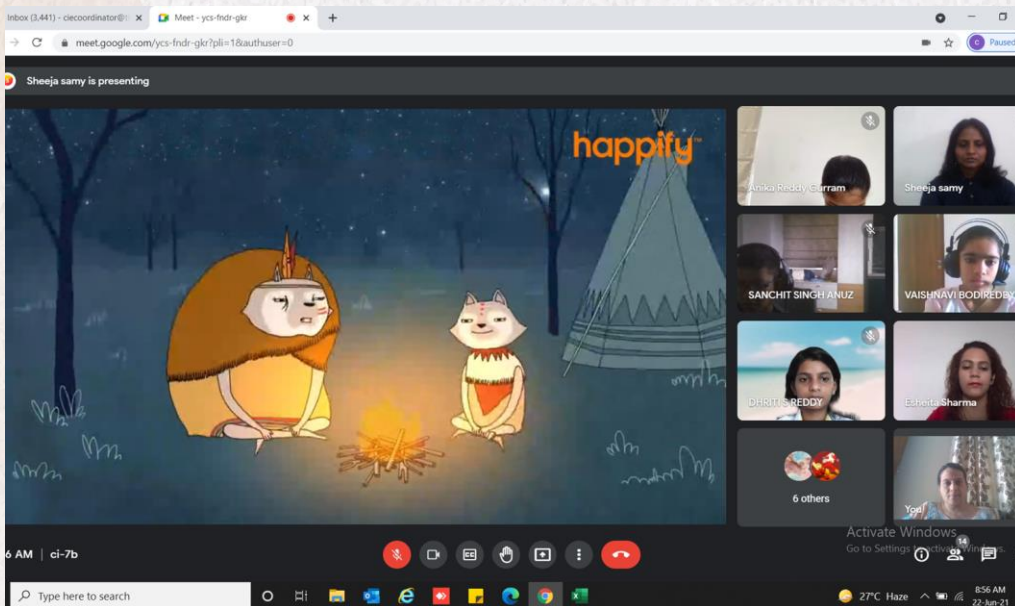 Inbox (3,441) - ciecoordinator@
Meet - ycs-fndr-gkr
meet.google.com/ycs-fndr-gkr?pli=1&authuser=0
Paused
Sheeja samy is presenting
happify™
Anika Reddy Gurram
Sheeja samy
SANCHIT SINGH ANUZ
VAISHNAVI BODIREDDY
DHRITI S REDDY
Esheita Sharma
6 others
You
Activate Windows
Go to Settings to activate Windows.
6 AM | ci-7b
14
Type here to search
27°C Haze
8:56 AM
22-Jun-21